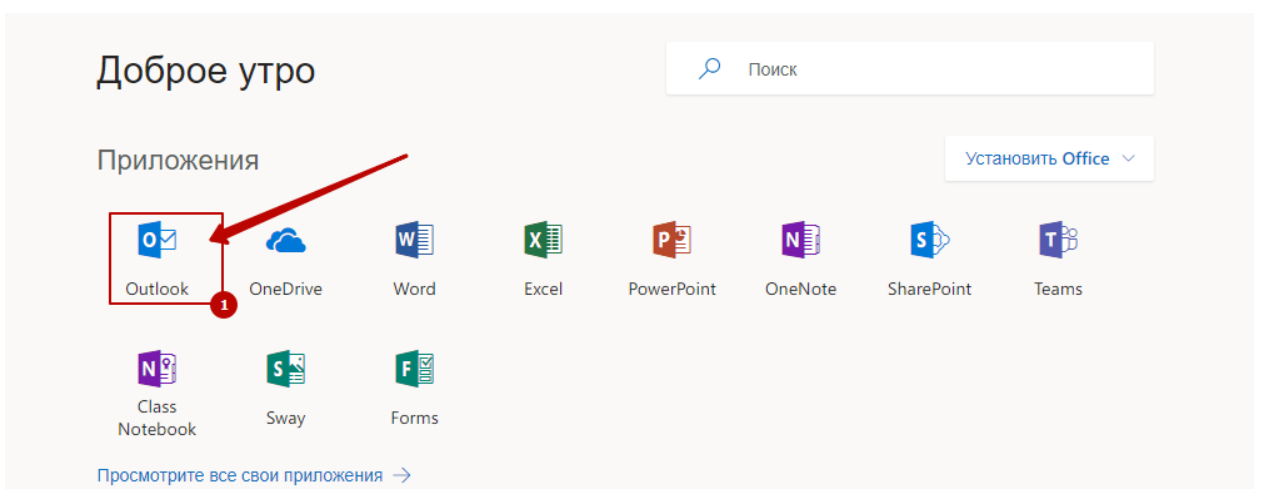 Доброе утро
Поиск
Приложения
Установить Office
Outlook
OneDrive
Word
Excel
PowerPoint
OneNote
SharePoint
Teams
1
Class
Notebook
Sway
Forms
Просмотрите все свои приложения →